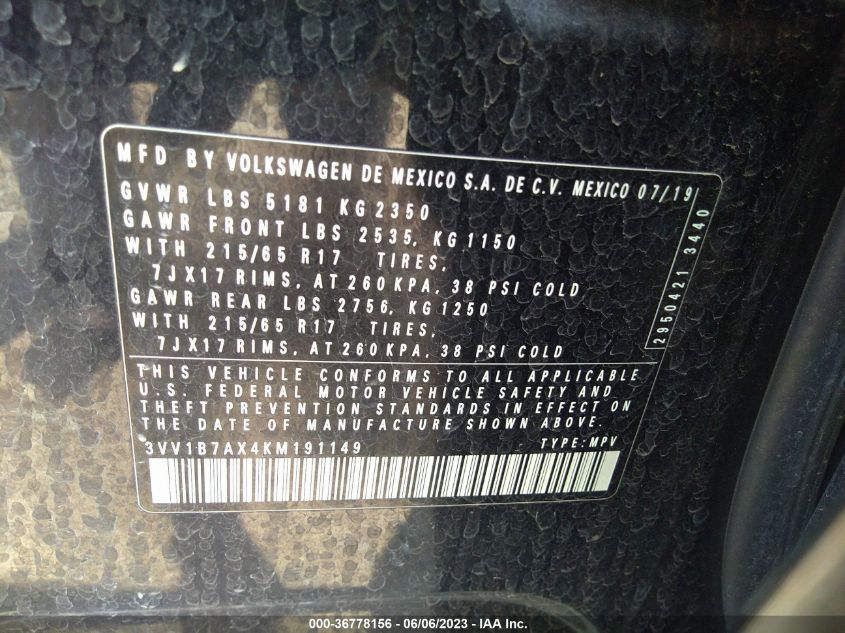 MFD BY VOLKSWAGEN DE MEXICO S.A. DE C.V. MEXICO 07/19
GVWR LBS 5181 KG 2350
GAWR FRONT LBS 2535, KG 1150
WITH 215/65 R17 TIRES,
7JX17 RIMS, AT 260 KPA, 38 PSI COLD
GAWR REAR LBS 2756, KG 1250
WITH 215/65 R17 TIRES,
7JX17 RIMS, AT 260 KPA, 38 PSI COLD
2950421 3440
THIS VEHICLE CONFORMS TO ALL APPLICABLE
U.S. FEDERAL MOTOR VEHICLE SAFETY AND
THEFT PREVENTION STANDARDS IN EFFECT ON
THE DATE OF MANUFACTURE SHOWN ABOVE.
3VV1B7AX4KM191149 TYPE: MPV
000-36778156 - 06/06/2023 - © IAA Inc.